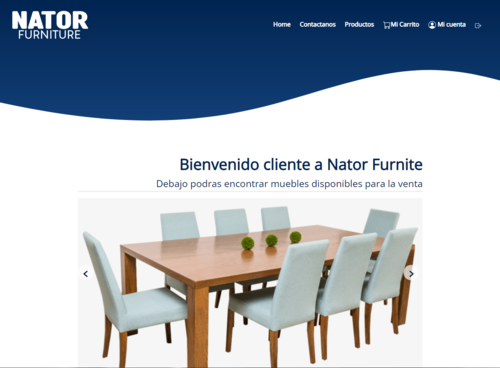 NATOR
FURNITURE
Home Contactanos Productos Mi Carrito Mi cuenta
Bienvenido cliente a Nator Furnite
Debajo podras encontrar muebles disponibles para la venta